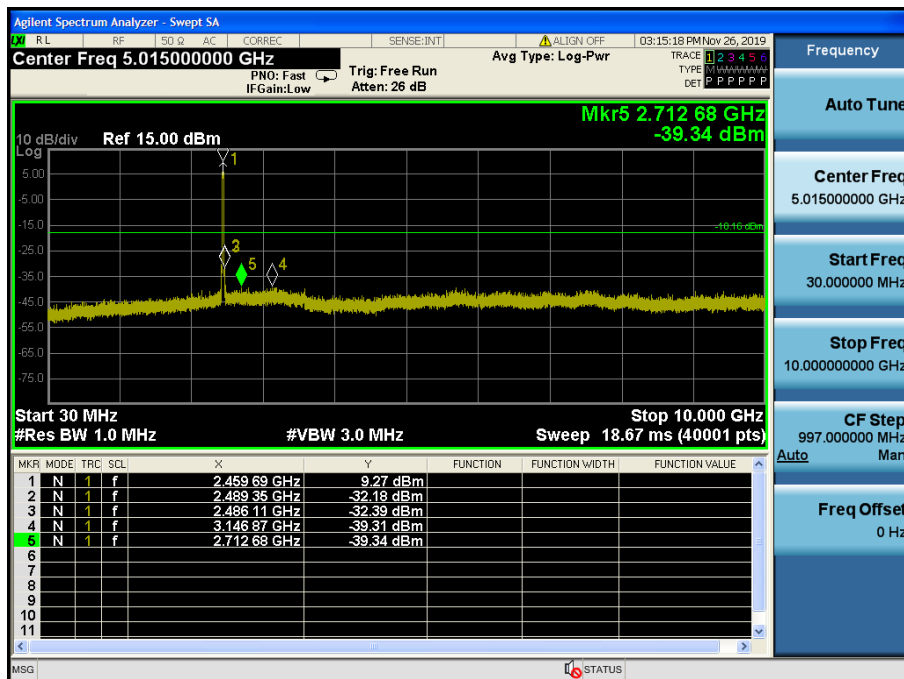 Agilent Spectrum Analyzer - Swept SA
LXI RL RF 50 Ω AC CORREC SENSE:INT ALIGN OFF 03:15:18 PM Nov 26, 2019
Center Freq 5.015000000 GHz
PNO: Fast
IFGain:Low
Trig: Free Run
Atten: 26 dB
Avg Type: Log-Pwr
TRACE 1 2 3 4 5 6
TYPE M WWWWW
DET P P P P P P
Mkr5 2.712 68 GHz
-39.34 dBm
10 dB/div Ref 15.00 dBm
Log
1
5.00
-5.00
-15.0
-25.0
3
5 4
-35.0
-45.0
-55.0
-65.0
-75.0
Start 30 MHz Stop 10.000 GHz
#Res BW 1.0 MHz #VBW 3.0 MHz Sweep 18.67 ms (40001 pts)
MKR MODE TRC SCL X Y FUNCTION FUNCTION WIDTH FUNCTION VALUE
1 N 1 f 2.459 69 GHz 9.27 dBm
2 N 1 f 2.489 35 GHz -32.18 dBm
3 N 1 f 2.486 11 GHz -32.39 dBm
4 N 1 f 3.146 87 GHz -39.31 dBm
5 N 1 f 2.712 68 GHz -39.34 dBm
6
7
8
9
10
11
MSG STATUS
Frequency
Auto Tune
Center Freq
5.015000000 GHz
Start Freq
30.000000 MHz
Stop Freq
10.000000000 GHz
CF Step
997.000000 MHz
Auto Man
Freq Offset
0 Hz